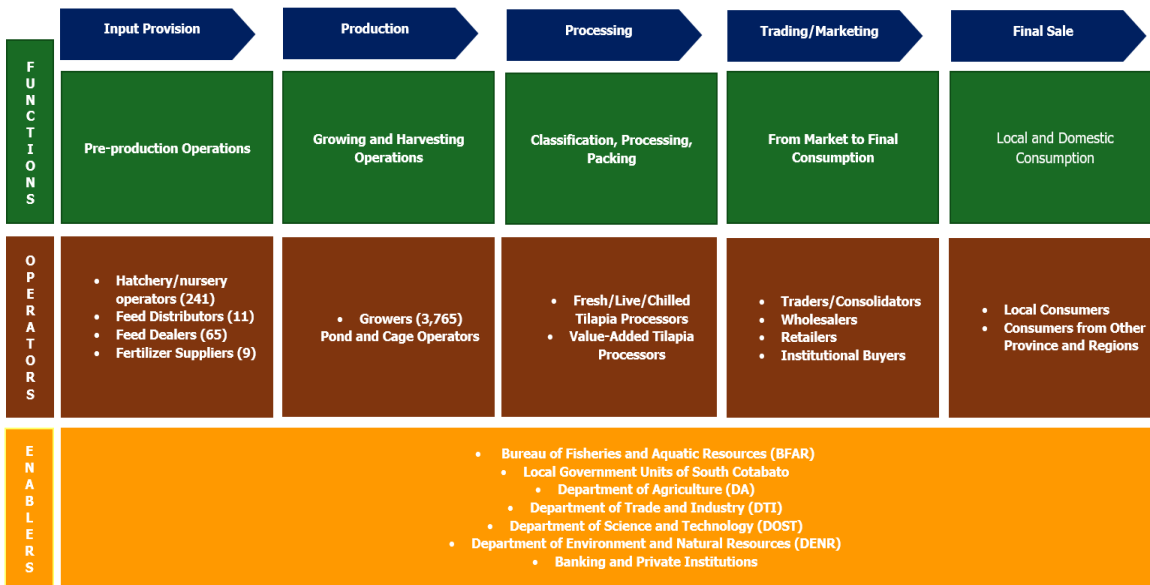 Input Provision
Production
Processing
Trading/Marketing
Final Sale
FUNCTIONS
Pre-production Operations
Growing and Harvesting
Operations
Classification, Processing,
Packing
From Market to Final
Consumption
Local and Domestic
Consumption
OPERATORS
• Hatchery/nursery
operators (241)
• Feed Distributors (11)
• Feed Dealers (65)
• Fertilizer Suppliers (9)
• Growers (3,765)
Pond and Cage Operators
• Fresh/Live/Chilled
Tilapia Processors
• Value-Added Tilapia
Processors
• Traders/Consolidators
• Wholesalers
• Retailers
• Institutional Buyers
• Local Consumers
• Consumers from Other
Province and Regions
ENABLERS
• Bureau of Fisheries and Aquatic Resources (BFAR)
• Local Government Units of South Cotabato
• Department of Agriculture (DA)
• Department of Trade and Industry (DTI)
• Department of Science and Technology (DOST)
• Department of Environment and Natural Resources (DENR)
• Banking and Private Institutions